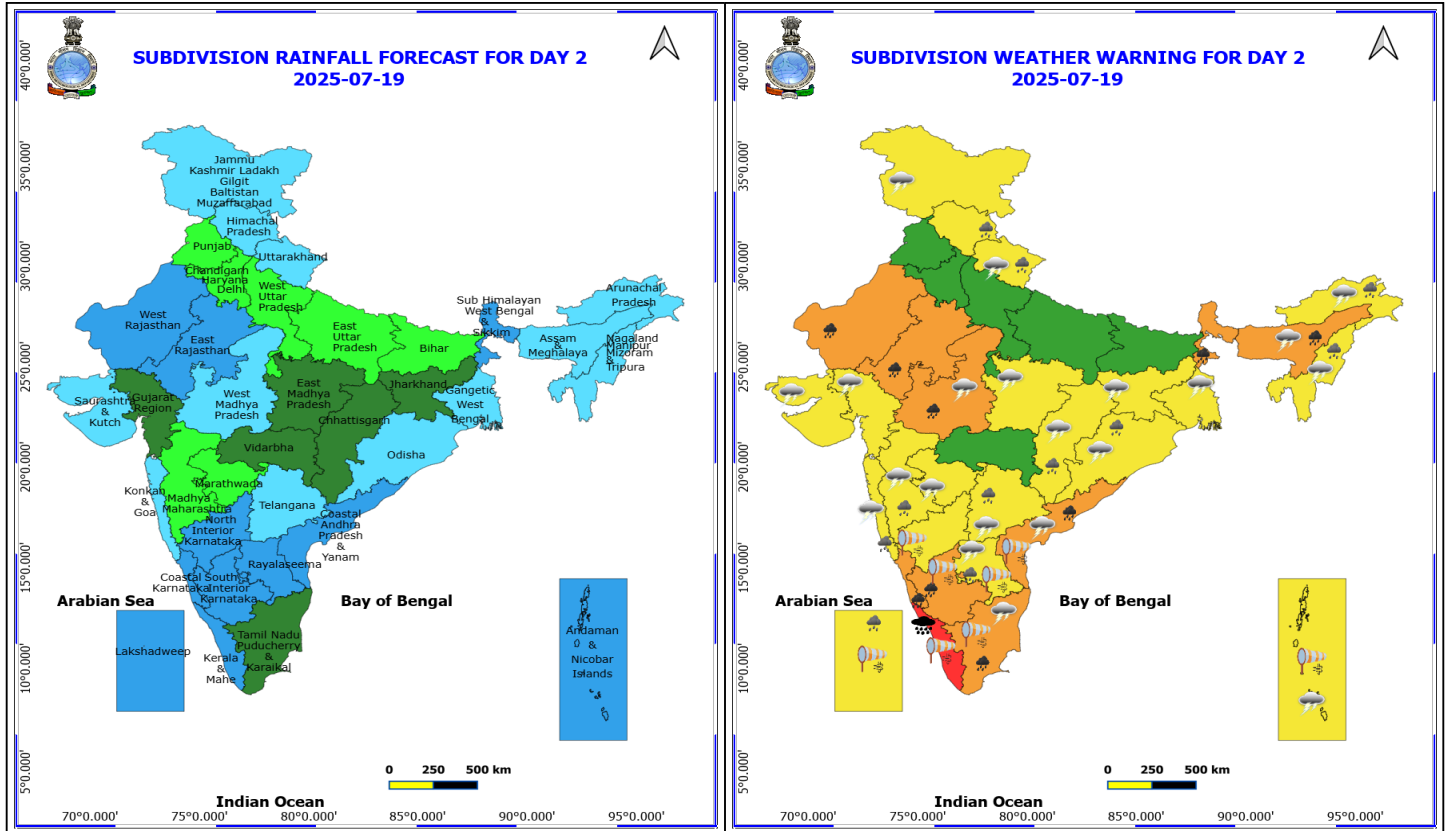 SUBDIVISION RAINFALL FORECAST FOR DAY 2
2025-07-19
40°0.000'
35°0.000'
30°0.000'
25°0.000'
20°0.000'
15°0.000'
10°0.000'
5°0.000'
Jammu
Kashmir Ladakh
Gilgit
Baltistan
Muzaffarabad
Himachal
Pradesh
Punjab
Uttarakhand
Chandigarh
Haryana
Delhi
West
Uttar
Pradesh
West
Rajasthan
East
Rajasthan
East
Uttar
Pradesh
Bihar
Sub Himalayan
West Bengal
&
Sikkim
Arunachal
Pradesh
Assam
&
Meghalaya
Nagaland
Manipur
Mizoram
&
Tripura
Saurashtra
&
Kutch
Gujarat
Region
West
Madhya
Pradesh
East
Madhya
Pradesh
Jharkhand
Gangetic
West
Bengal
Chhattisgarh
Vidarbha
Odisha
Konkan
&
Goa
Madhya
Maharashtra
Marathwada
Telangana
North
Interior
Karnataka
Coastal
Andhra
Pradesh
&
Yanam
Rayalaseema
Coastal
Karnataka
South
Interior
Karnataka
Arabian Sea
Bay of Bengal
Lakshadweep
Kerala
&
Mahe
Tamil Nadu
Puducherry
&
Karaikal
Andaman
&
Nicobar
Islands
0 250 500 km
Indian Ocean
70°0.000' 75°0.000' 80°0.000' 85°0.000' 90°0.000' 95°0.000'
SUBDIVISION WEATHER WARNING FOR DAY 2
2025-07-19
40°0.000'
35°0.000'
30°0.000'
25°0.000'
20°0.000'
15°0.000'
10°0.000'
5°0.000'
Arabian Sea
Bay of Bengal
0 250 500 km
Indian Ocean
70°0.000' 75°0.000' 80°0.000' 85°0.000' 90°0.000' 95°0.000'